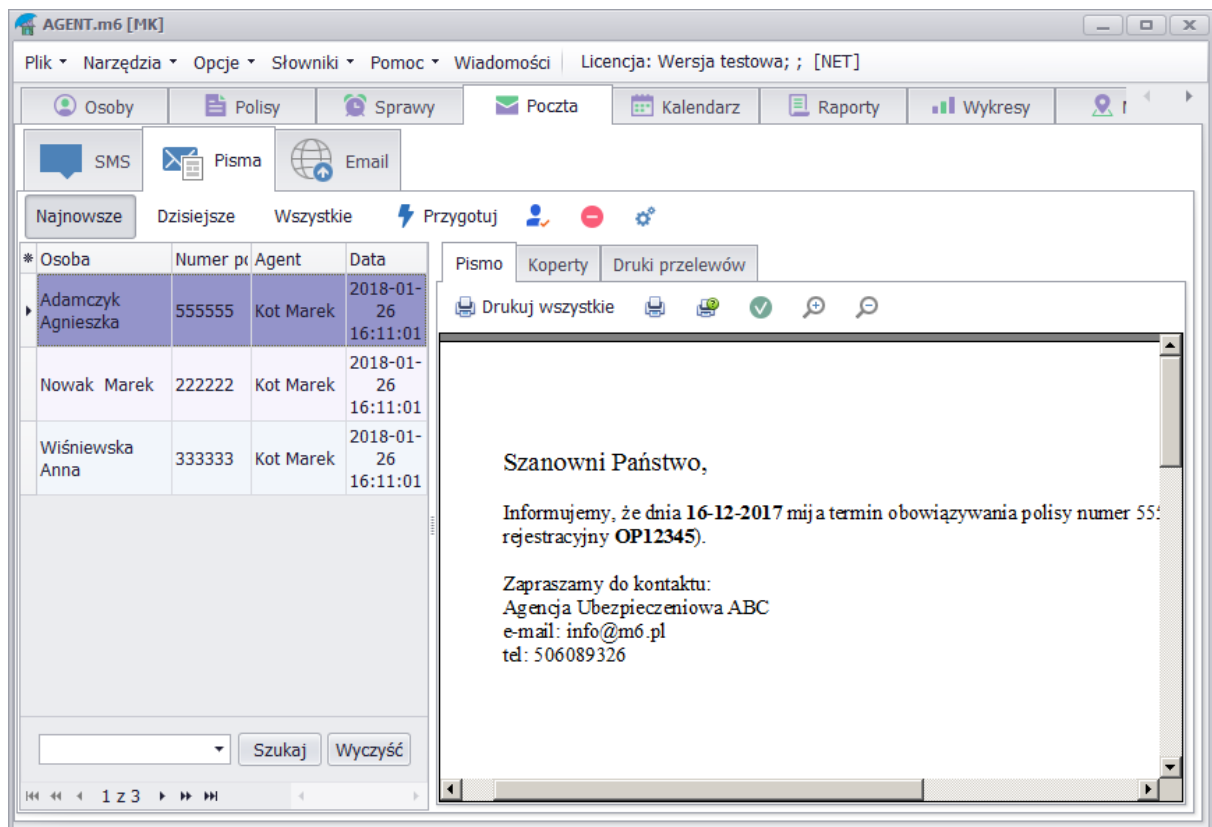 AGENT.m6 [MK]
Plik Narzędzia Opcje Słowniki Pomoc Wiadomości Licencja: Wersja testowa; ; [NET]
Osoby Polisy Sprawy Poczta Kalendarz Raporty Wykresy
SMS Pisma Email
Najnowsze Dzisiejsze Wszystkie Przygotuj
Osoba Numer Agent Data
Adamczyk Agnieszka 555555 Kot Marek 2018-01-26 16:11:01
Nowak Marek 222222 Kot Marek 2018-01-26 16:11:01
Wiśniewska Anna 333333 Kot Marek 2018-01-26 16:11:01
Szukaj Wyczyść
1 z 3
Pismo Koperty Druki przelewów
Drukuj wszystkie
Szanowni Państwo,
Informujemy, że dnia 16-12-2017 mija termin obowiązywania polisy numer
rejestracyjny OP12345).
Zapraszamy do kontaktu:
Agencja Ubezpieczeniowa ABC
e-mail: info@m6.pl
tel: 506089326